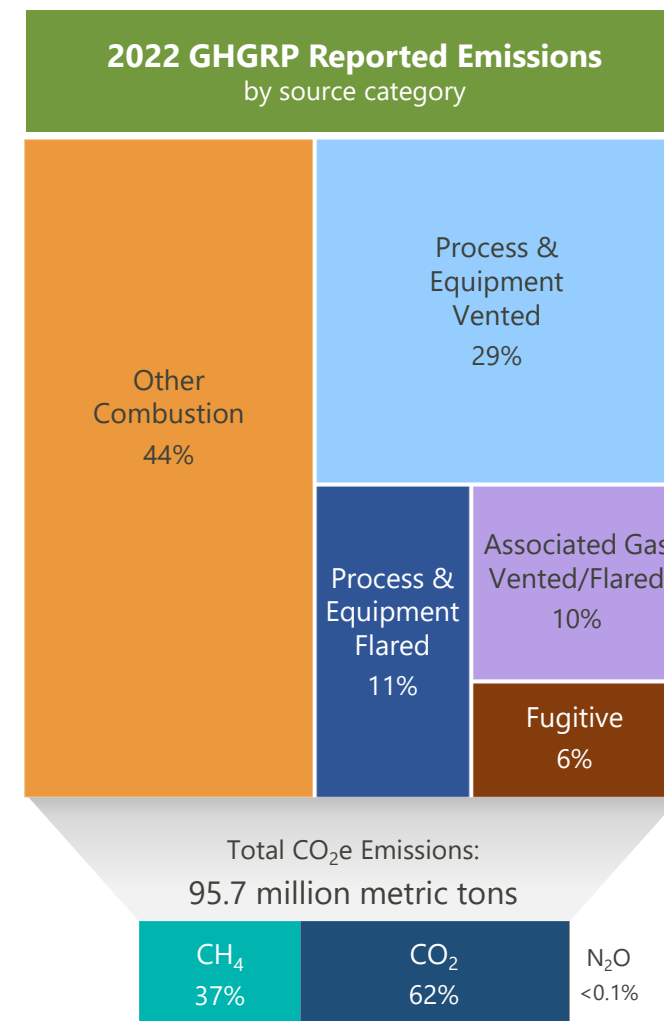 2022 GHGRP Reported Emissions
by source category
Other
Combustion
44%
Process &
Equipment
Vented
29%
Process &
Equipment
Flared
11%
Associated Gas
Vented/Flared
10%
Fugitive
6%
Total CO₂e Emissions:
95.7 million metric tons
CH₄
37%
CO₂
62%
N₂O
<0.1%